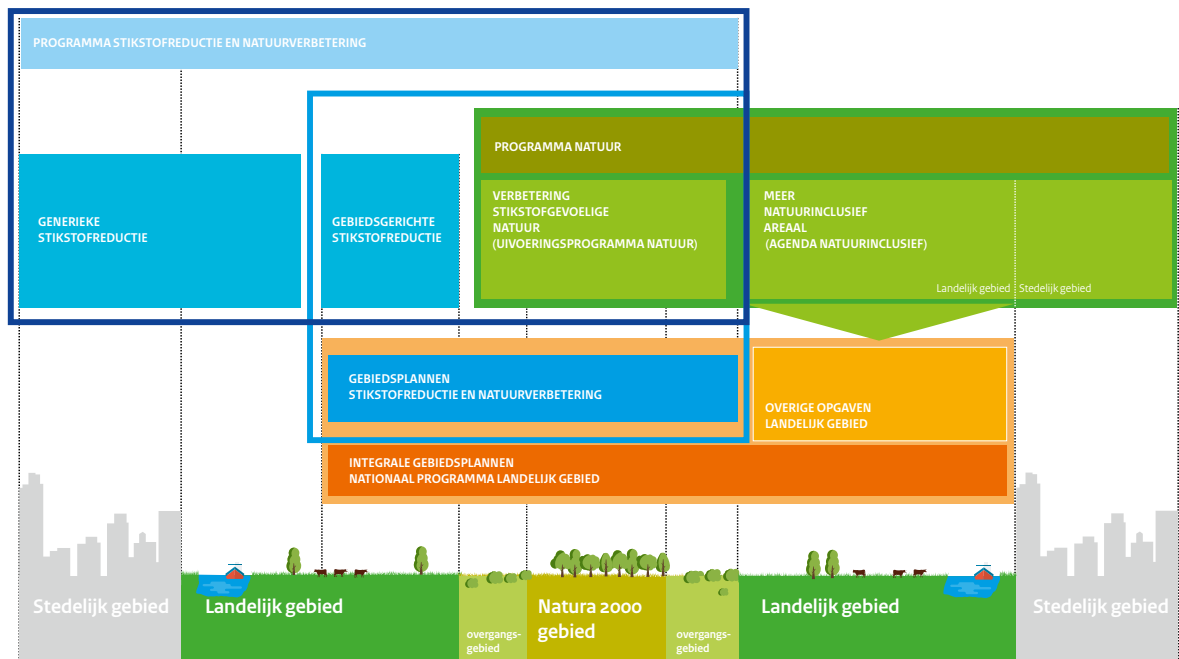 PROGRAMMA STIKSTOFREDUCTIE EN NATUURVERBETERING
PROGRAMMA NATUUR
GENERIEKE
STIKSTOFREDUCTIE
GEBIEDSGERICHTE
STIKSTOFREDUCTIE
VERBETERING
STIKSTOFGEVOELIGE
NATUUR
(UIVOERINGSPROGRAMMA NATUUR)
MEER
NATUURINCLUSIEF
AREAAL
(AGENDA NATUURINCLUSIEF)
Landelijk gebied
Stedelijk gebied
GEBIEDSPLANNEN
STIKSTOFREDUCTIE EN NATUURVERBETERING
OVERIGE OPGAVEN
LANDELIJK GEBIED
INTEGRALE GEBIEDSPLANNEN
NATIONAAL PROGRAMMA LANDELIJK GEBIED
Stedelijk gebied
Landelijk gebied
overgangs-
gebied
Natura 2000
gebied
overgangs-
gebied
Landelijk gebied
Stedelijk gebied